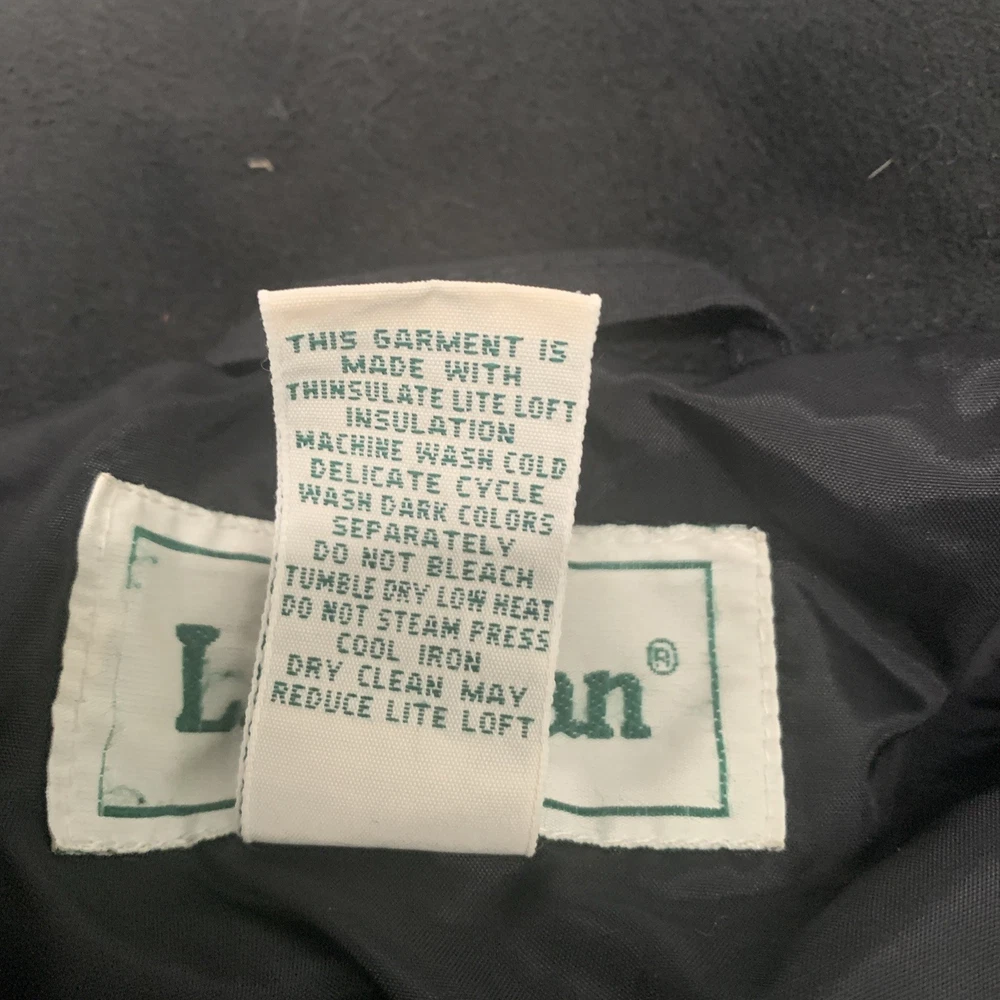 THIS GARMENT IS
MADE WITH
THINSULATE LITE LOFT
INSULATION
MACHINE WASH COLD
DELICATE CYCLE
WASH DARK COLORS
SEPARATELY
DO NOT BLEACH
TUMBLE DRY LOW HEAT
DO NOT STEAM PRESS
COOL IRON
DRY CLEAN MAY
REDUCE LITE LOFT